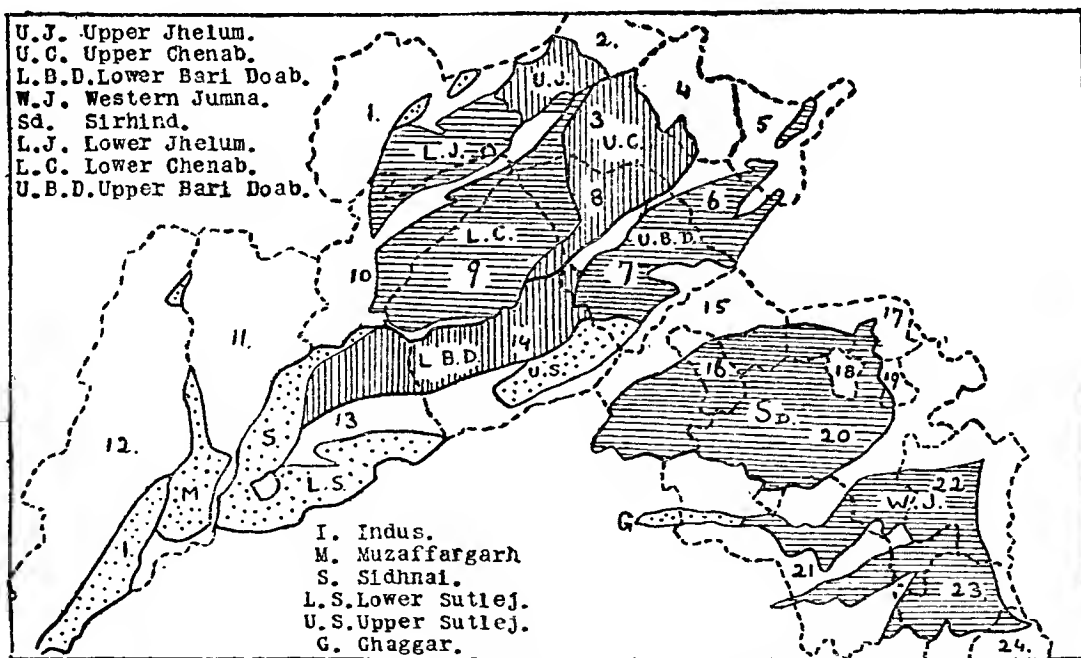 U.J. Upper Jhelum.
U.C. Upper Chenab.
L.B.D.Lower Bari Doab.
W.J. Western Jumna.
Sd. Sirhind.
L.J. Lower Jhelum.
L.C. Lower Chenab.
U.B.D.Upper Bari Doab.
2.
U.J.
4
1.
3
5
U.C.
L.J.D
8
6
L.C.
U.B.D.
10
9
7
11.
15
17
14
L.B.D.
U.S.
16
18
19
12.
13
S
SD.
20
L.S.
M
22
W.J.
G
I
21
23
24.
I. Indus.
M. Muzaffargarh
S. Sidhnai.
L.S.Lower Sutlej.
U.S.Upper Sutlej.
G. Ghaggar.